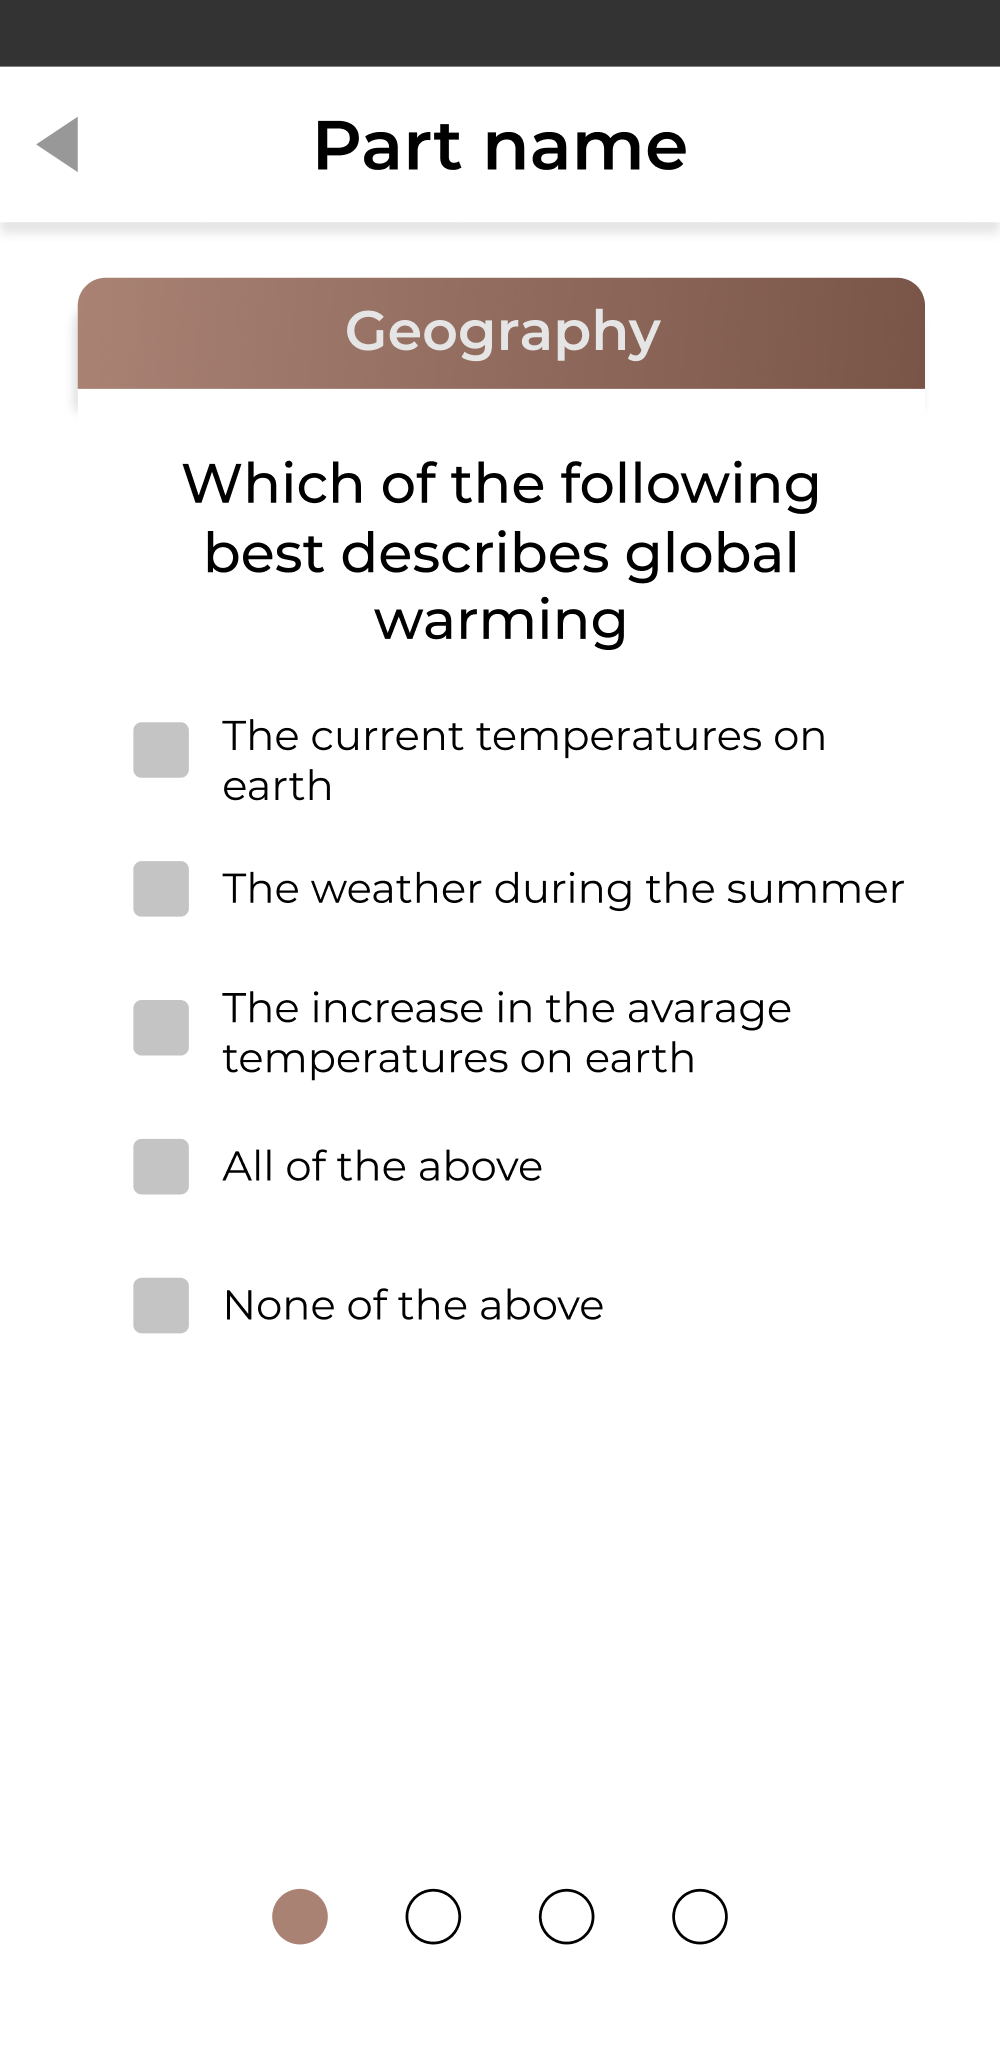 Part name
Geography
Which of the following
best describes global
warming
The current temperatures on
earth
The weather during the summer
The increase in the avarage
temperatures on earth
All of the above
None of the above